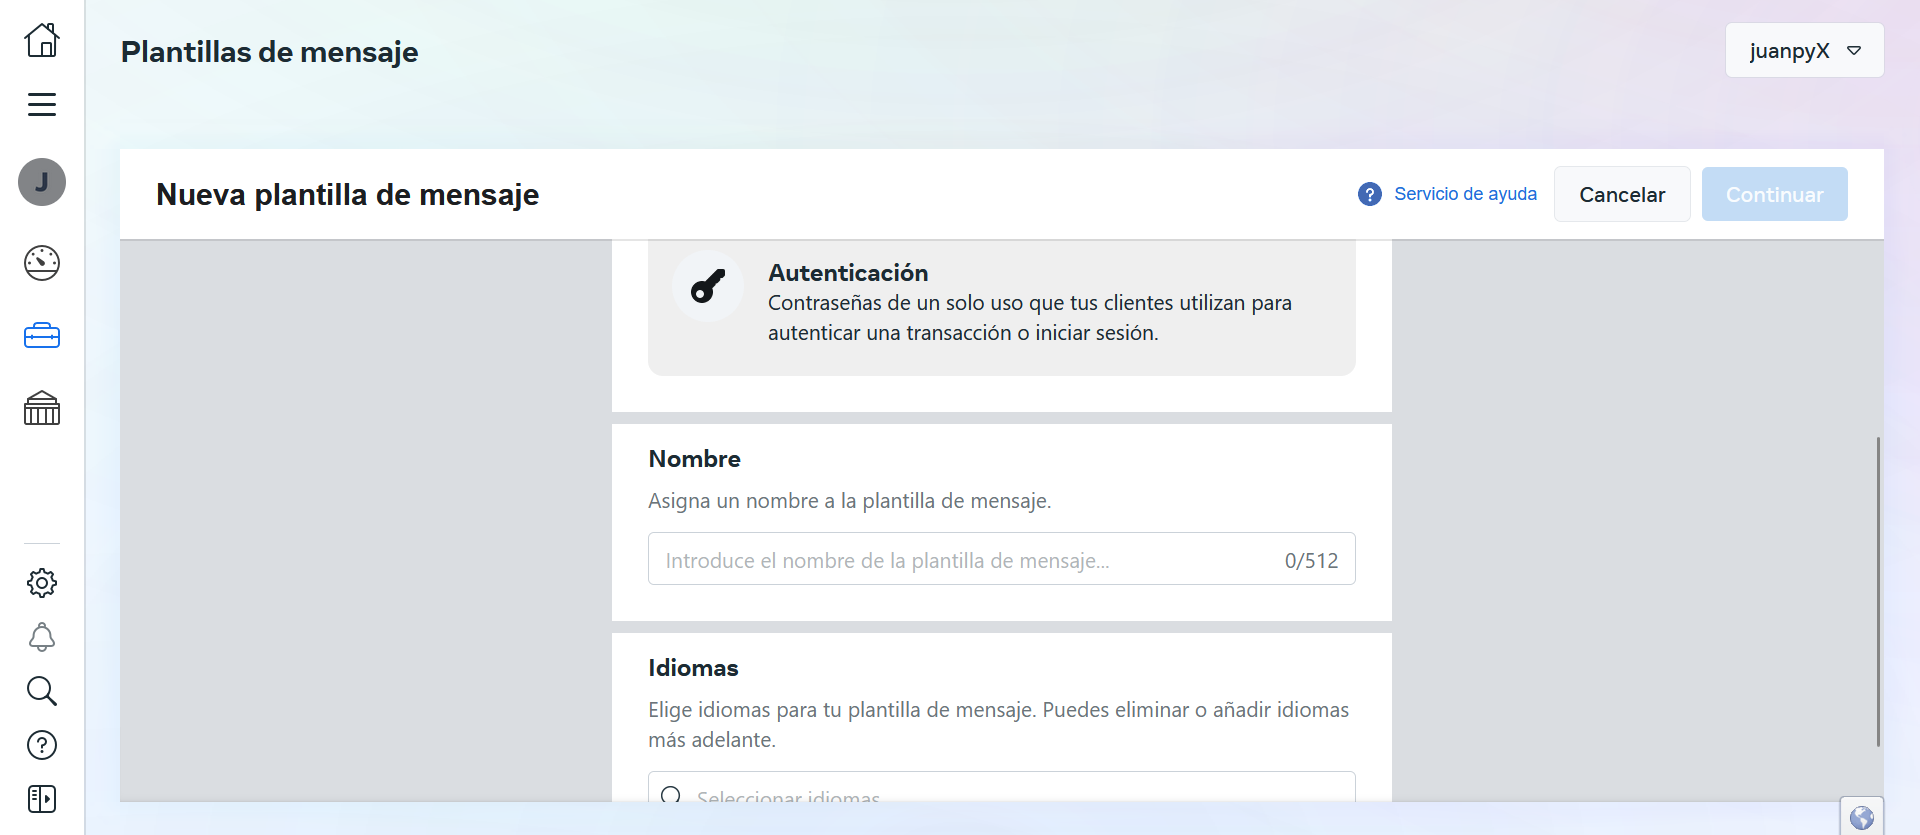 Plantillas de mensaje
juanpyX
J
Nueva plantilla de mensaje
? Servicio de ayuda
Cancelar
Continuar
Autenticación
Contraseñas de un solo uso que tus clientes utilizan para
autenticar una transacción o iniciar sesión.
Nombre
Asigna un nombre a la plantilla de mensaje.
Introduce el nombre de la plantilla de mensaje... 0/512
Idiomas
Elige idiomas para tu plantilla de mensaje. Puedes eliminar o añadir idiomas
más adelante.
Seleccionar idiomas
?